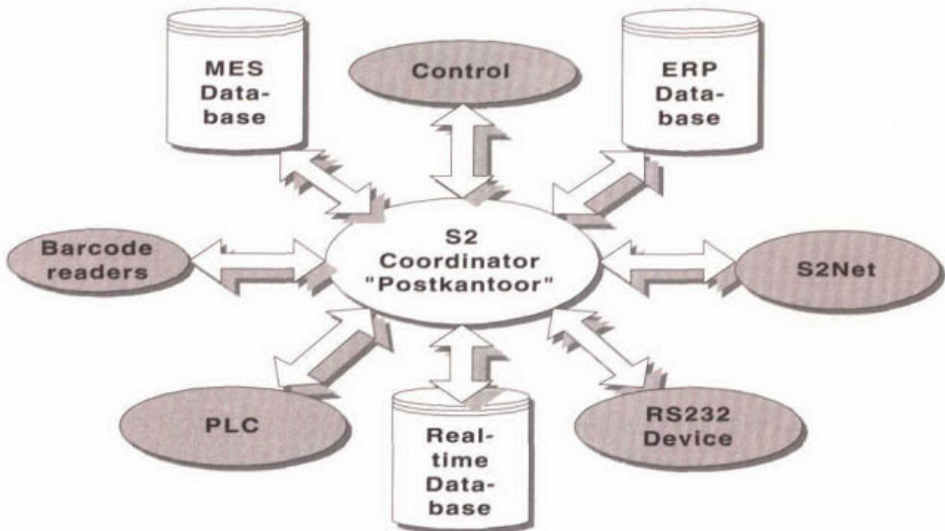 MES
Data-
base
Control
ERP
Data-
base
Barcode
readers
S2
Coordinator
"Postkantoor"
S2Net
PLC
Real-
time
Data-
base
RS232
Device